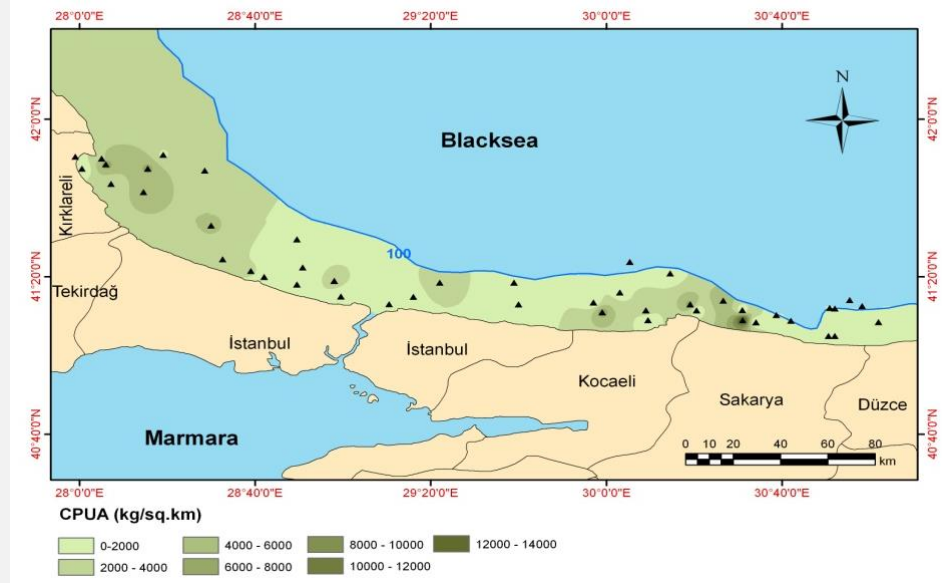 28°0'0"E 28°40'0"E 29°20'0"E 30°0'0"E 30°40'0"E
N
42°0'0"N 42°0'0"N
Blacksea
Kırklareli
100
41°20'0"N 41°20'0"N
Tekirdağ
İstanbul
İstanbul
Kocaeli
Sakarya
Düzce
Marmara
40°40'0"N 40°40'0"N
0 10 20 40 60 80
km
28°0'0"E 28°40'0"E 29°20'0"E 30°0'0"E 30°40'0"E
CPUA (kg/sq.km)
0-2000 4000 - 6000 8000 - 10000 12000 - 14000
2000 - 4000 6000 - 8000 10000 - 12000